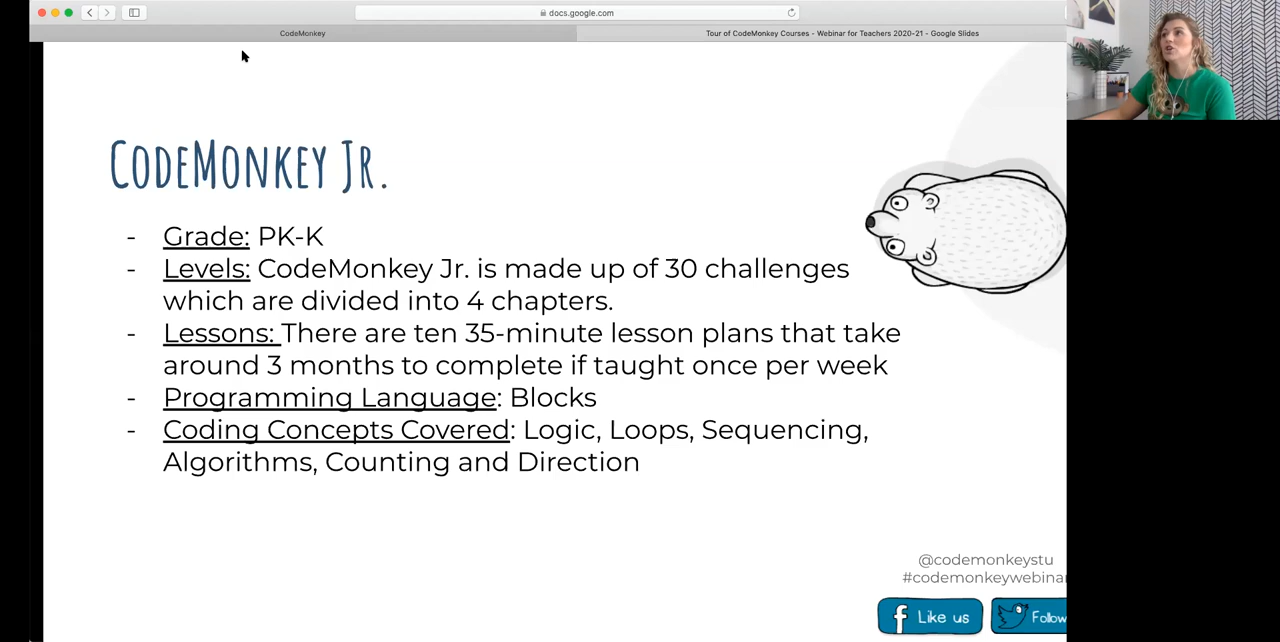 docs.google.com
CodeMonkey
Tour of CodeMonkey Courses - Webinar for Teachers 2020-21 - Google Slides
CODEMONKEY JR.
- Grade: PK-K
- Levels: CodeMonkey Jr. is made up of 30 challenges
which are divided into 4 chapters.
- Lessons: There are ten 35-minute lesson plans that take
around 3 months to complete if taught once per week
- Programming Language: Blocks
- Coding Concepts Covered: Logic, Loops, Sequencing,
Algorithms, Counting and Direction
@codemonkeystu
#codemonkeywebinar
f Like us
Follow